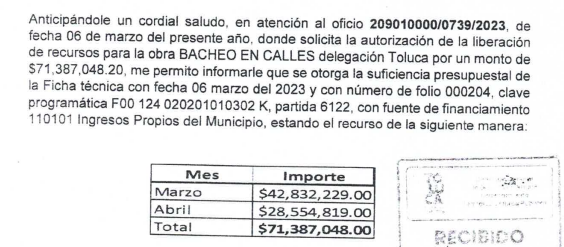 Anticipándole un cordial saludo, en atención al oficio 209010000/0739/2023, de
fecha 06 de marzo del presente año, donde solicita la autorización de la liberación
de recursos para la obra BACHEO EN CALLES delegación Toluca por un monto de
$71,387,048.20, me permito informarle que se otorga la suficiencia presupuestal de
la Ficha técnica con fecha 06 marzo del 2023 y con número de folio 000204, clave
programática F00 124 020201010302 K, partida 6122, con fuente de financiamiento
110101 Ingresos Propios del Municipio, estando el recurso de la siguiente manera:
Mes Importe
Marzo $42,832,229.00
Abril $28,554,819.00
Total $71,387,048.00
RECIBIDO